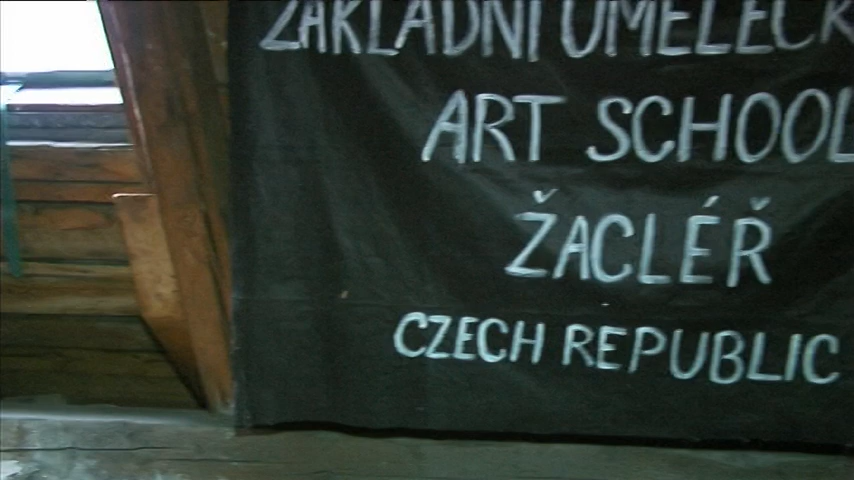 ZÁKLADNÍ UMĚLECK
ART SCHOOL
ŽACLÉŘ
CZECH REPUBLIC